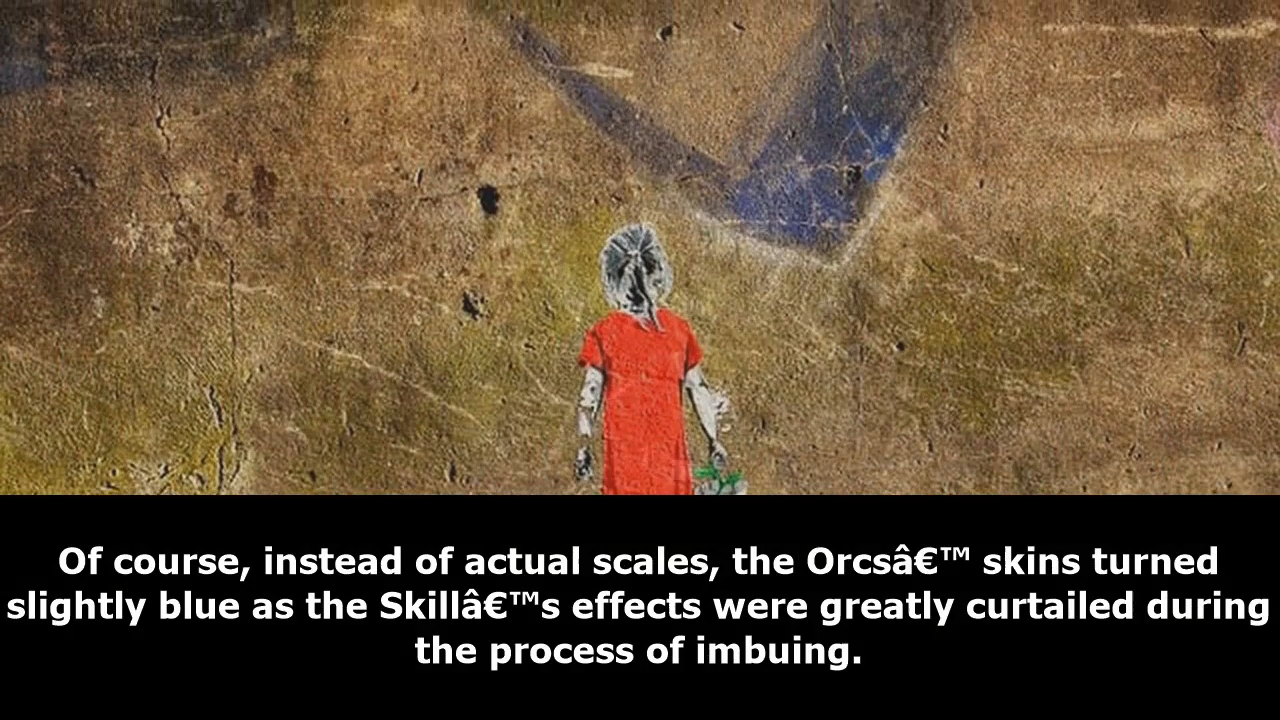 Of course, instead of actual scales, the Orcsâ€™ skins turned
slightly blue as the Skillâ€™s effects were greatly curtailed during
the process of imbuing.